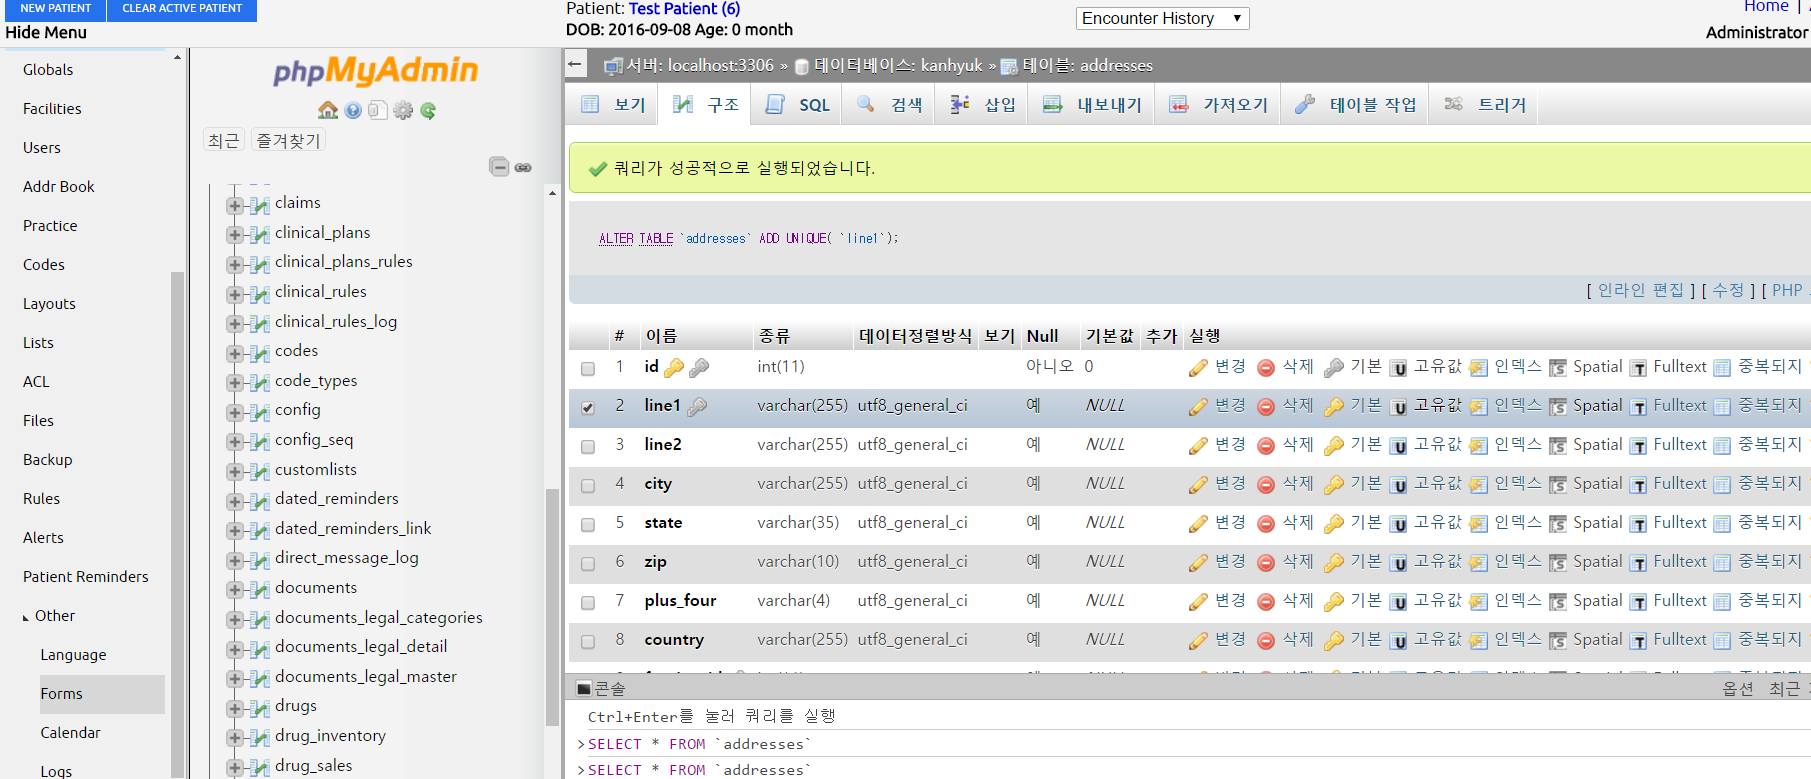 NEW PATIENT
CLEAR ACTIVE PATIENT
Hide Menu
Patient: Test Patient (6)
DOB: 2016-09-08 Age: 0 month
Encounter History
Home |
Administrator
Globals
Facilities
Users
Addr Book
Practice
Codes
Layouts
Lists
ACL
Files
Backup
Rules
Alerts
Patient Reminders
Other
Language
Forms
Calendar
Logs
phpMyAdmin
최근 즐겨찾기
claims
clinical_plans
clinical_plans_rules
clinical_rules
clinical_rules_log
codes
code_types
config
config_seq
customlists
dated_reminders
dated_reminders_link
direct_message_log
documents
documents_legal_categories
documents_legal_detail
documents_legal_master
drugs
drug_inventory
drug_sales
서버: localhost:3306 » 데이터베이스: kanhyuk » 테이블: addresses
보기 구조 SQL 검색 삽입 내보내기 가져오기 테이블 작업 트리거
쿼리가 성공적으로 실행되었습니다.
ALTER TABLE `addresses` ADD UNIQUE( `line1`);
[ 인라인 편집 ] [ 수정 ] [ PHP
# 이름 종류 데이터정렬방식 보기 Null 기본값 추가 실행
1 id int(11) 아니오 0 변경 삭제 기본 고유값 인덱스 Spatial Fulltext 중복되지
2 line1 varchar(255) utf8_general_ci 예 NULL 변경 삭제 기본 고유값 인덱스 Spatial Fulltext 중복되지
3 line2 varchar(255) utf8_general_ci 예 NULL 변경 삭제 기본 고유값 인덱스 Spatial Fulltext 중복되지
4 city varchar(255) utf8_general_ci 예 NULL 변경 삭제 기본 고유값 인덱스 Spatial Fulltext 중복되지
5 state varchar(35) utf8_general_ci 예 NULL 변경 삭제 기본 고유값 인덱스 Spatial Fulltext 중복되지
6 zip varchar(10) utf8_general_ci 예 NULL 변경 삭제 기본 고유값 인덱스 Spatial Fulltext 중복되지
7 plus_four varchar(4) utf8_general_ci 예 NULL 변경 삭제 기본 고유값 인덱스 Spatial Fulltext 중복되지
8 country varchar(255) utf8_general_ci 예 NULL 변경 삭제 기본 고유값 인덱스 Spatial Fulltext 중복되지
콘솔
옵션 최근
Ctrl+Enter를 눌러 쿼리를 실행
>SELECT * FROM `addresses`
>SELECT * FROM `addresses`